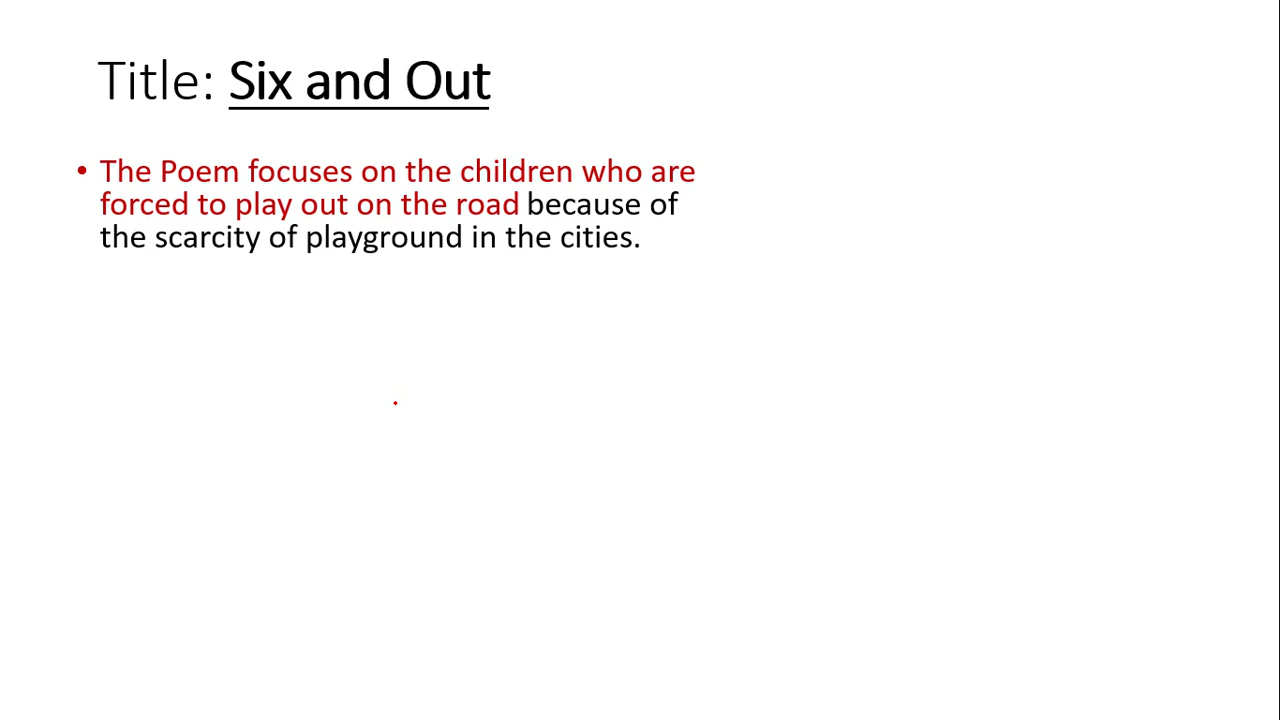 Title: Six and Out
• The Poem focuses on the children who are
forced to play out on the road because of
the scarcity of playground in the cities.